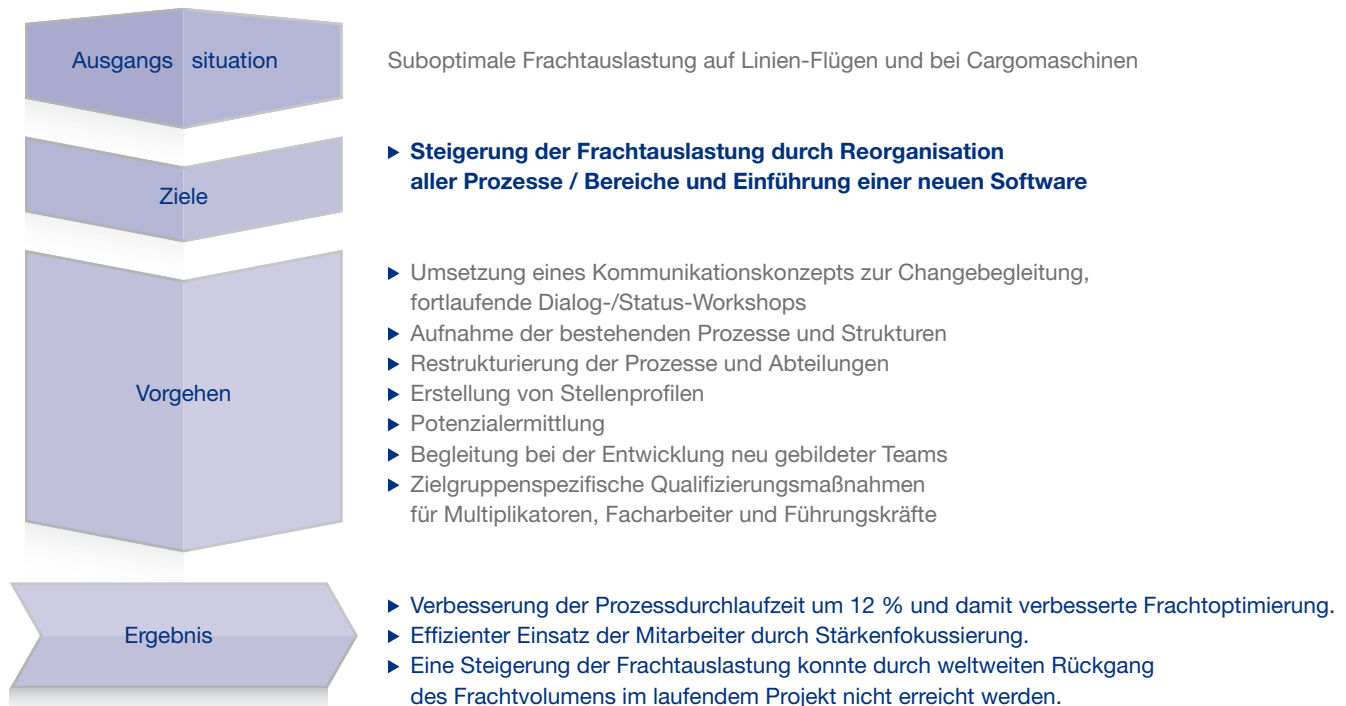 Ausgangs situation
Suboptimale Frachtauslastung auf Linien-Flügen und bei Cargomaschinen
Ziele
▶ Steigerung der Frachtauslastung durch Reorganisation
aller Prozesse / Bereiche und Einführung einer neuen Software
Vorgehen
▶ Umsetzung eines Kommunikationskonzepts zur Changebegleitung,
fortlaufende Dialog-/Status-Workshops
▶ Aufnahme der bestehenden Prozesse und Strukturen
▶ Restrukturierung der Prozesse und Abteilungen
▶ Erstellung von Stellenprofilen
▶ Potenzialermittlung
▶ Begleitung bei der Entwicklung neu gebildeter Teams
▶ Zielgruppenspezifische Qualifizierungsmaßnahmen
für Multiplikatoren, Facharbeiter und Führungskräfte
Ergebnis
▶ Verbesserung der Prozessdurchlaufzeit um 12 % und damit verbesserte Frachtoptimierung.
▶ Effizienter Einsatz der Mitarbeiter durch Stärkenfokussierung.
▶ Eine Steigerung der Frachtauslastung konnte durch weltweiten Rückgang
des Frachtvolumens im laufendem Projekt nicht erreicht werden.